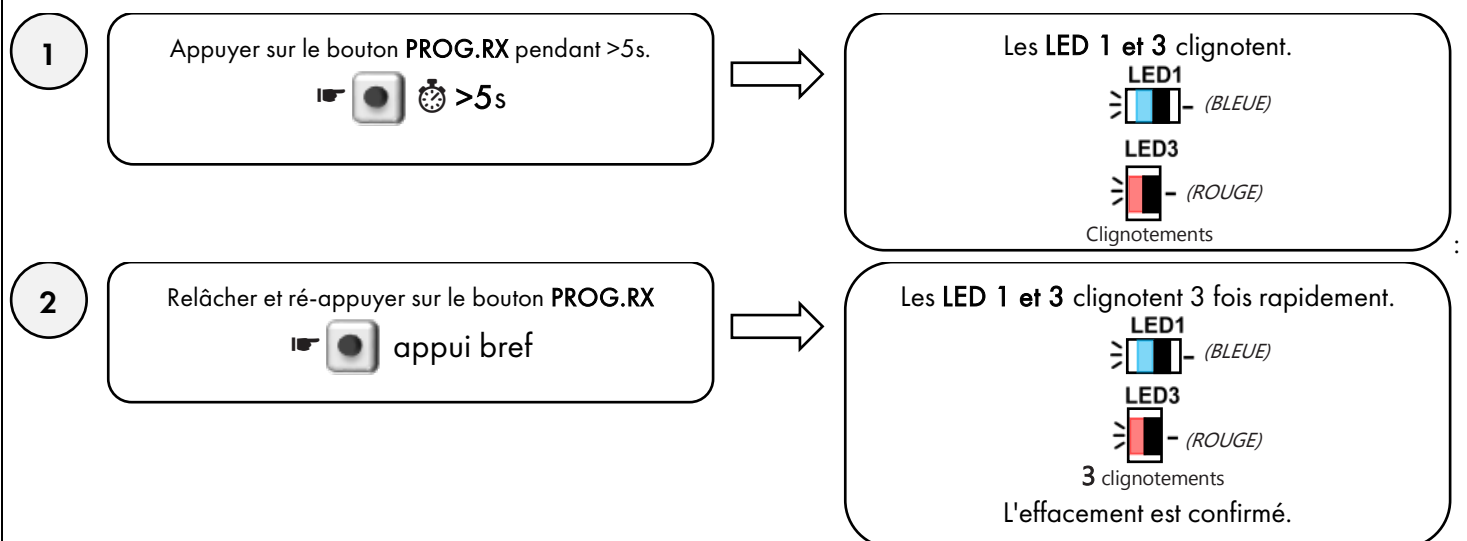 1
Appuyer sur le bouton PROG.RX pendant >5s.
>5s
Les LED 1 et 3 clignotent.
LED1
(BLEUE)
LED3
(ROUGE)
Clignotements
:
2
Relâcher et ré-appuyer sur le bouton PROG.RX
appui bref
Les LED 1 et 3 clignotent 3 fois rapidement.
LED1
(BLEUE)
LED3
(ROUGE)
3 clignotements
L'effacement est confirmé.